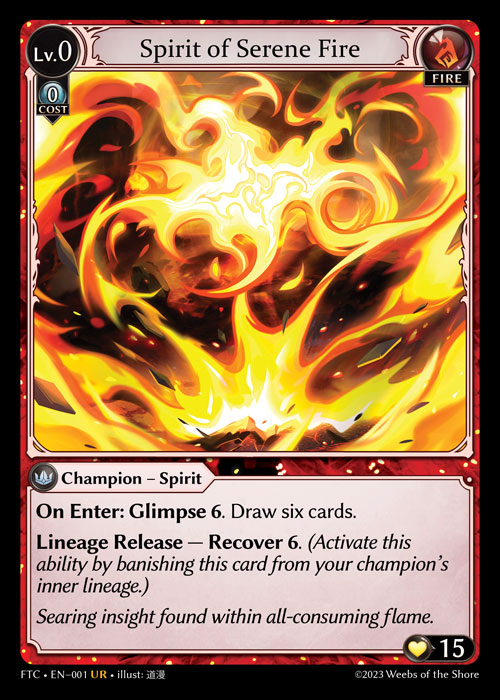 Lv.0
Spirit of Serene Fire
FIRE
0
COST
Champion – Spirit
On Enter: Glimpse 6. Draw six cards.
Lineage Release — Recover 6. (Activate this
ability by banishing this card from your champion's
inner lineage.)
Searing insight found within all-consuming flame.
15
FTC • EN-001 UR • illust: 道漫
©2023 Weebs of the Shore